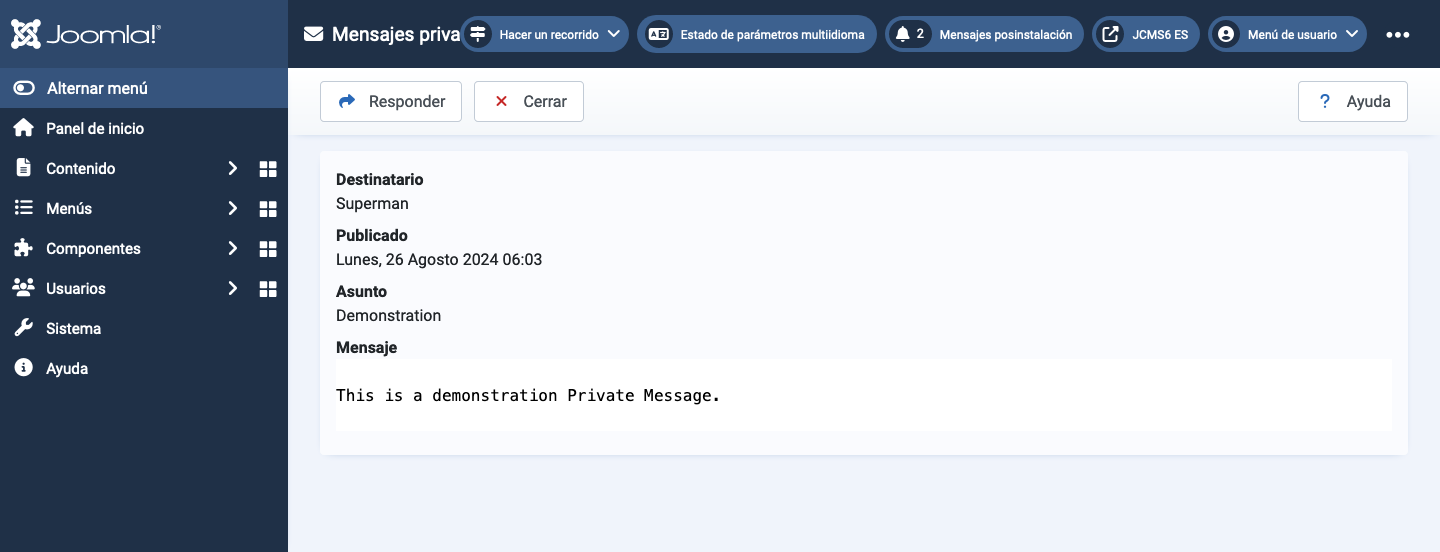 Joomla!
Mensajes priva
Hacer un recorrido
Estado de parámetros multiidioma
2 Mensajes posinstalación
JCMS6 ES
Menú de usuario
Alternar menú
Panel de inicio
Contenido
Menús
Componentes
Usuarios
Sistema
Ayuda
Responder
Cerrar
? Ayuda
Destinatario
Superman
Publicado
Lunes, 26 Agosto 2024 06:03
Asunto
Demonstration
Mensaje
This is a demonstration Private Message.